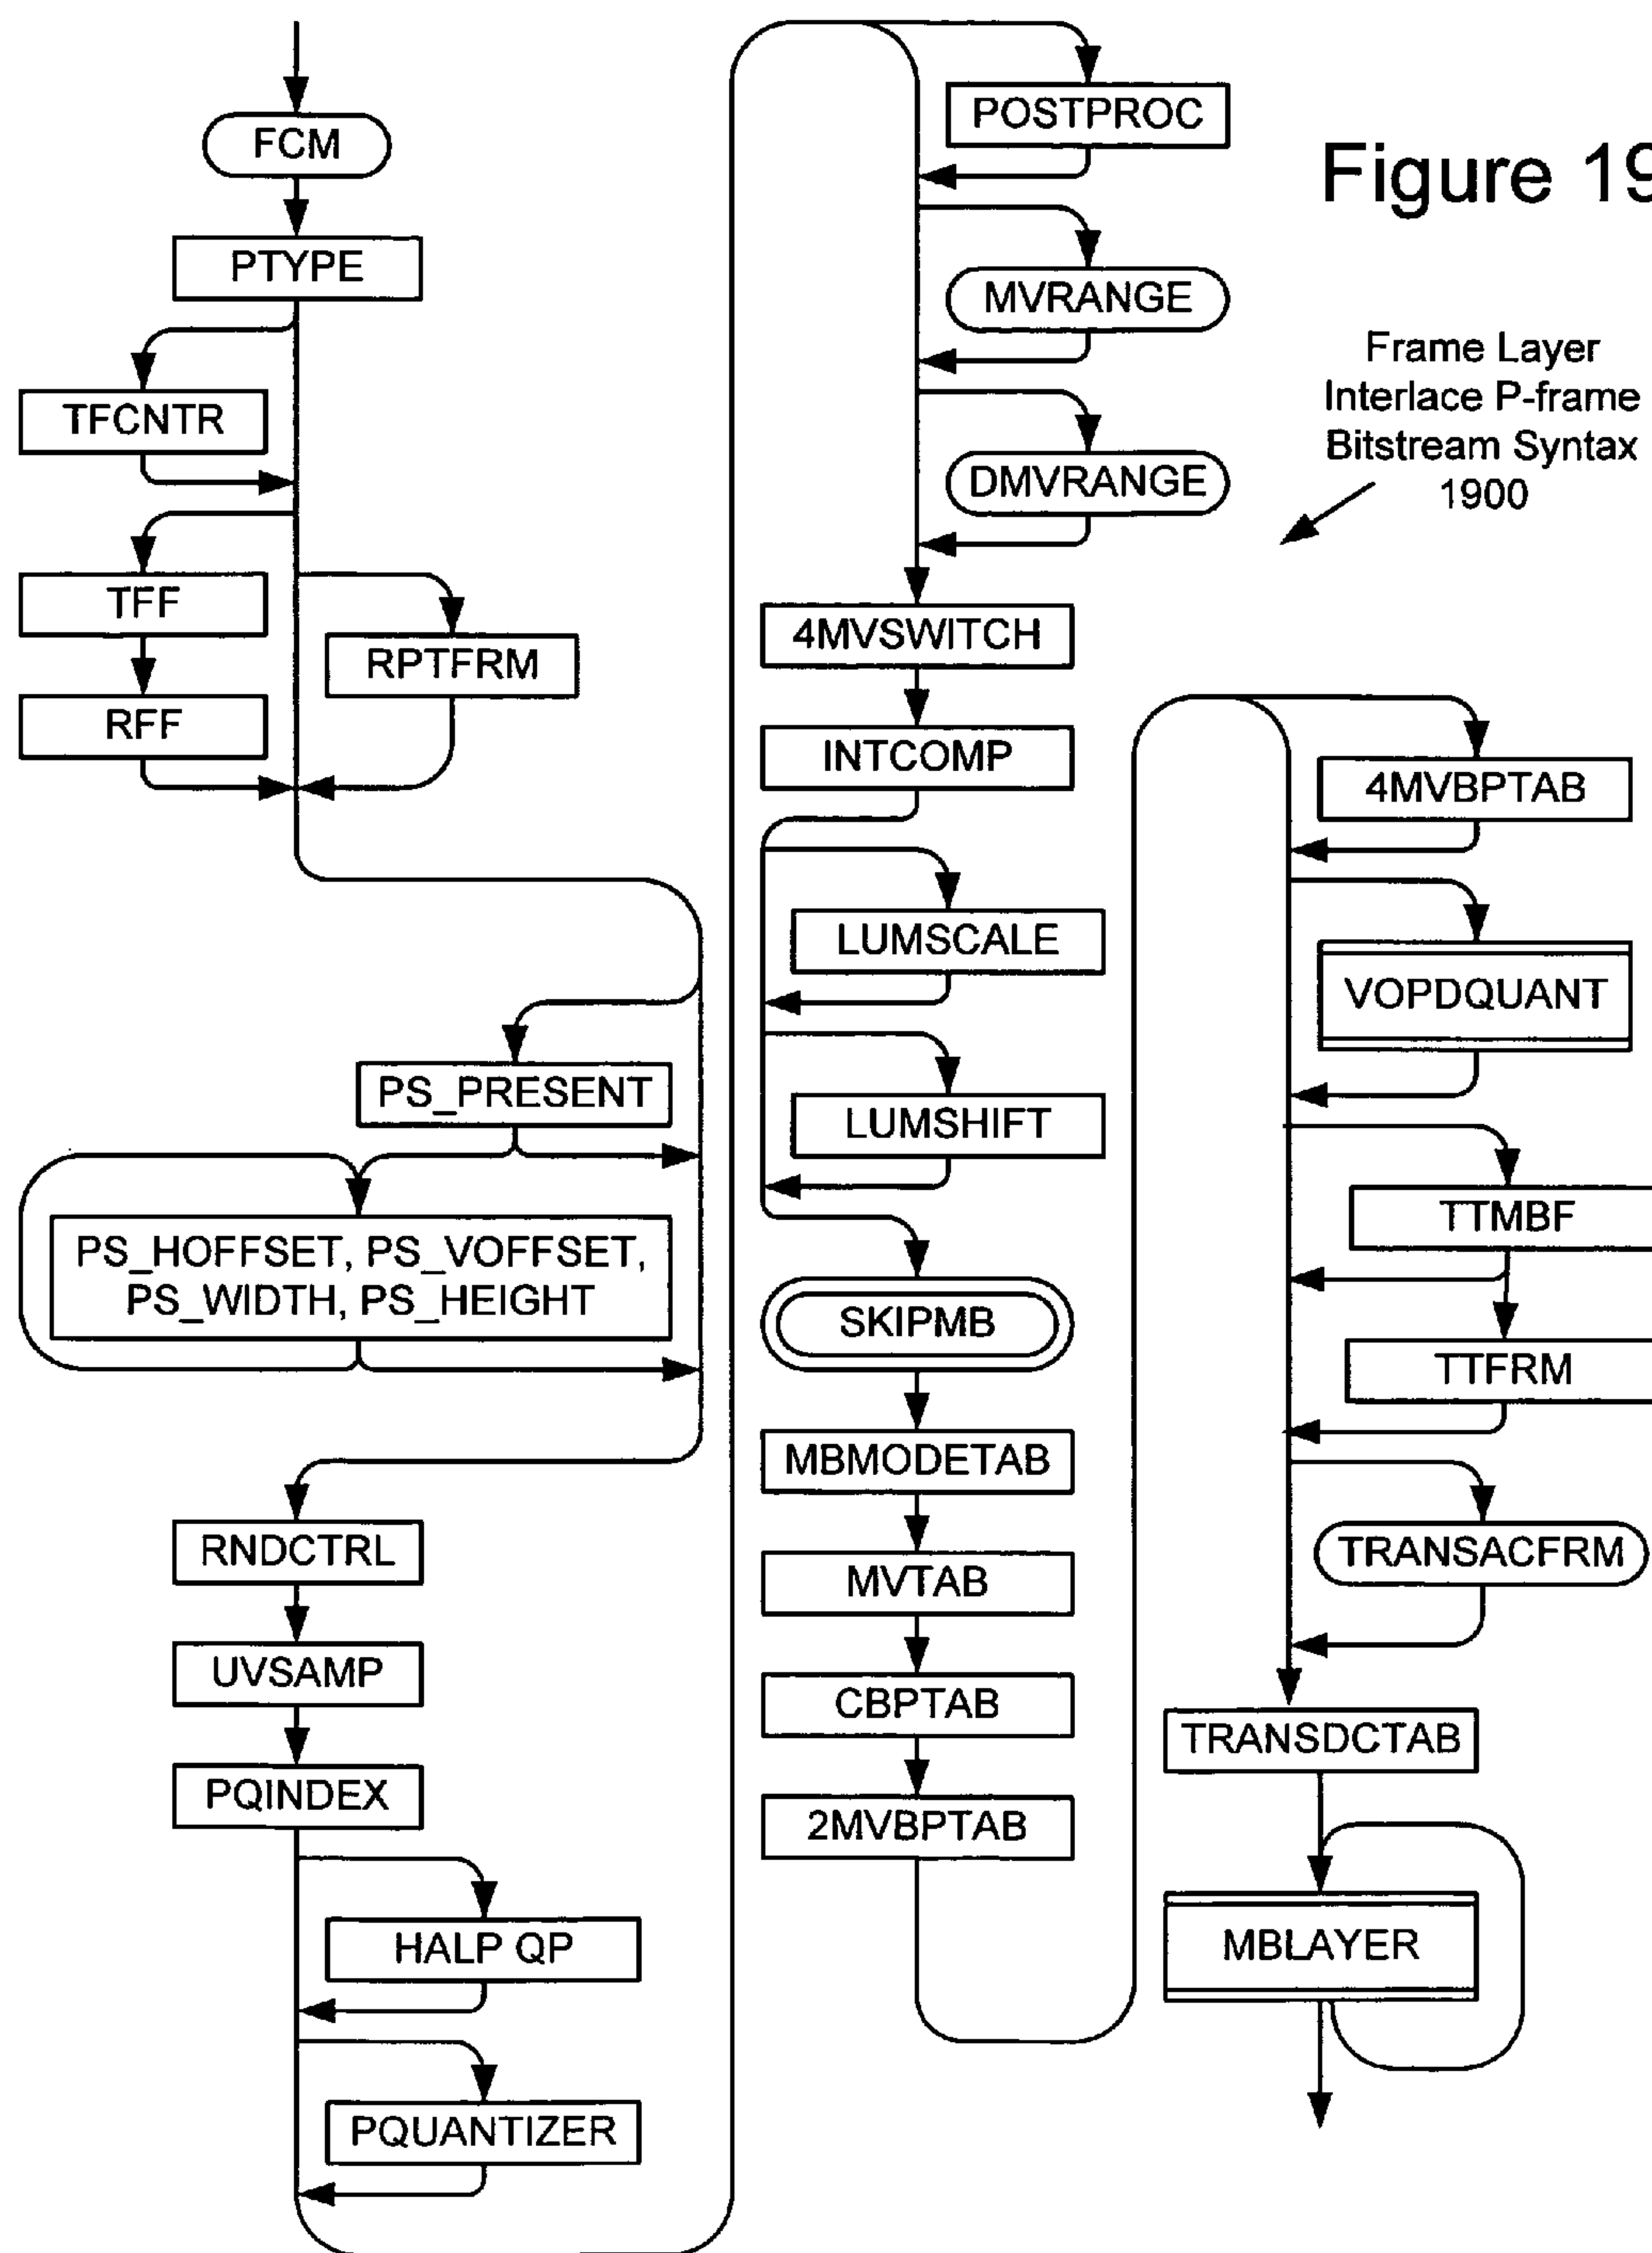 FCM
PTYPE
TFCNTR
TFF
RPTFRM
RFF
PS_PRESENT
PS_HOFFSET, PS_VOFFSET,
PS_WIDTH, PS_HEIGHT
RNDCTRL
UVSAMP
PQINDEX
HALP QP
PQUANTIZER
POSTPROC
MVRANGE
DMVRANGE
4MVSWITCH
INTCOMP
LUMSCALE
LUMSHIFT
SKIPMB
MBMODETAB
MVTAB
CBPTAB
2MVBPTAB
Figure 19
Frame Layer
Interlace P-frame
Bitstream Syntax
1900
4MVBPTAB
VOPDQUANT
TTMBF
TTFRM
TRANSACFRM
TRANSDCTAB
MBLAYER